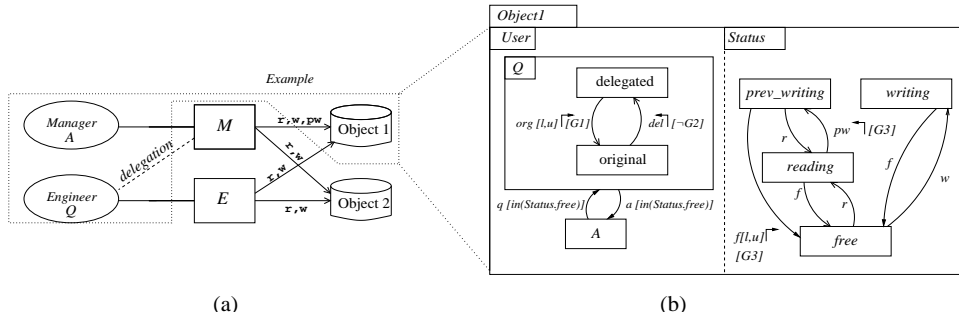 Example
Manager
A
M
r,w,pw
Object 1
delegation
r,w
r,w
Engineer
Q
E
r,w
Object 2
(a)
Object1
User
Status
Q
delegated
org [l,u] [G1]
del [¬G2]
original
q [in(Status.free)]
a [in(Status.free)]
A
prev_writing
writing
pw [G3]
r
reading
f
f
r
w
f[l,u]
[G3]
free
(b)